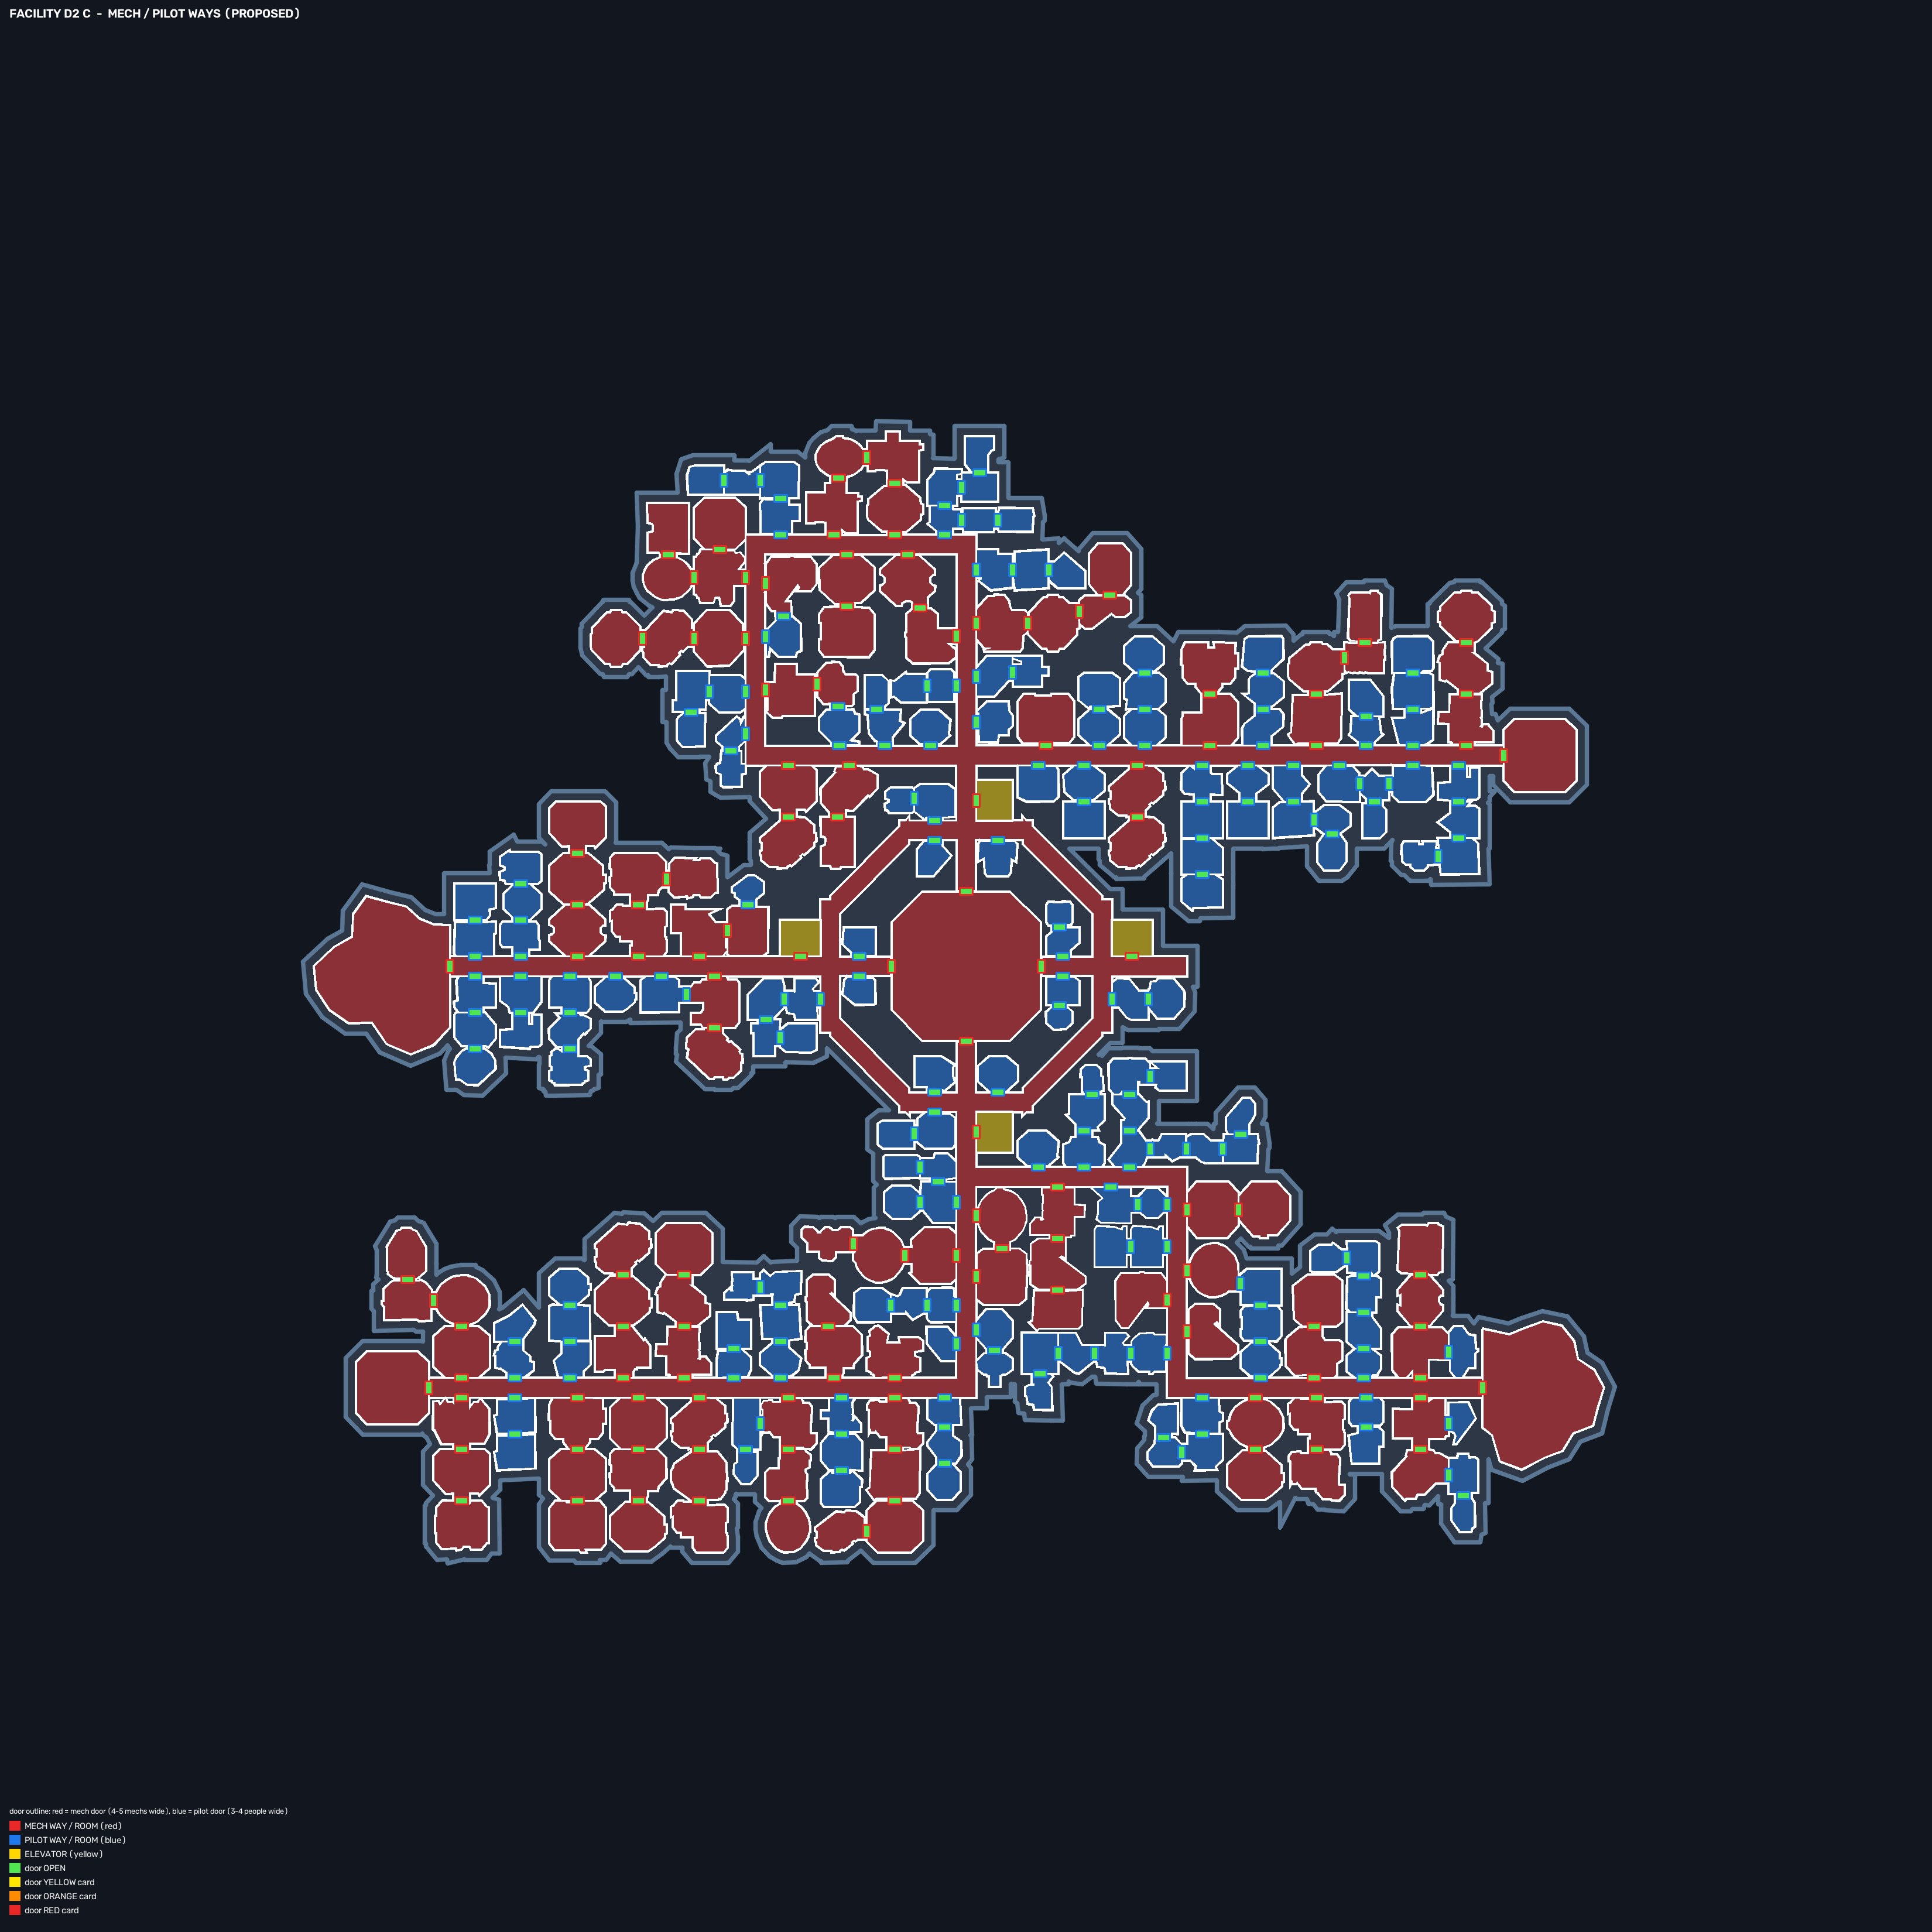 FACILITY D2 C - MECH / PILOT WAYS (PROPOSED)
door outline: red = mech door (4-5 mechs wide), blue = pilot door (3-4 people wide)
MECH WAY / ROOM (red)
PILOT WAY / ROOM (blue)
ELEVATOR (yellow)
door OPEN
door YELLOW card
door ORANGE card
door RED card